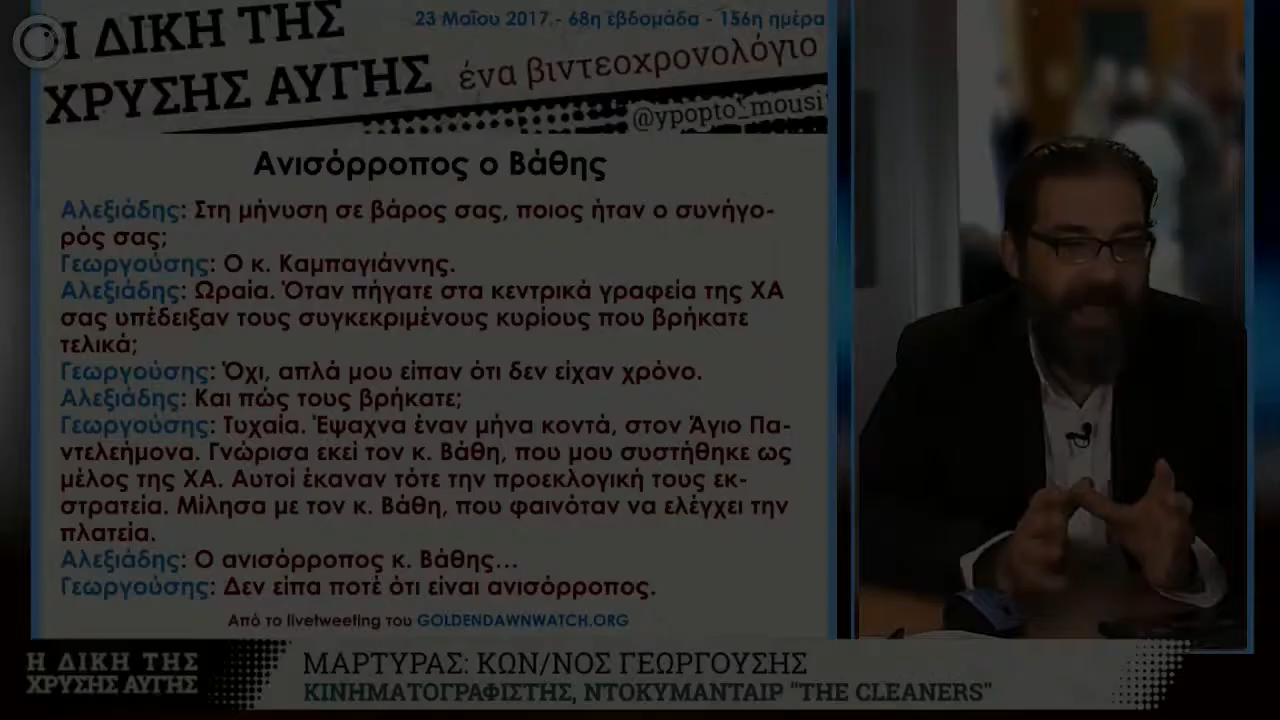 Η ΔΙΚΗ ΤΗΣ
ΧΡΥΣΗΣ ΑΥΓΗΣ
23 Μαΐου 2017 - 68η εβδομάδα - 156η ημέρα
ένα βιντεοχρονολόγιο
@ypopto_mousi
Ανισόρροπος ο Βάθης
Αλεξιάδης: Στη μήνυση σε βάρος σας, ποιος ήταν ο συνήγο-
ρός σας;
Γεωργούσης: Ο κ. Καμπαγιάννης.
Αλεξιάδης: Ωραία. Όταν πήγατε στα κεντρικά γραφεία της ΧΑ
σας υπέδειξαν τους συγκεκριμένους κυρίους που βρήκατε
τελικά;
Γεωργούσης: Όχι, απλά μου είπαν ότι δεν είχαν χρόνο.
Αλεξιάδης: Και πώς τους βρήκατε;
Γεωργούσης: Τυχαία. Έψαχνα έναν μήνα κοντά, στον Άγιο Πα-
ντελεήμονα. Γνώρισα εκεί τον κ. Βάθη, που μου συστήθηκε ως
μέλος της ΧΑ. Αυτοί έκαναν τότε την προεκλογική τους εκ-
στρατεία. Μίλησα με τον κ. Βάθη, που φαινόταν να ελέγχει την
πλατεία.
Αλεξιάδης: Ο ανισόρροπος κ. Βάθης...
Γεωργούσης: Δεν είπα ποτέ ότι είναι ανισόρροπος.
Από το livetweeting του GOLDENDAWNWATCH.ORG
Η ΔΙΚΗ ΤΗΣ
ΧΡΥΣΗΣ ΑΥΓΗΣ
ΜΑΡΤΥΡΑΣ: ΚΩΝ/ΝΟΣ ΓΕΩΡΓΟΥΣΗΣ
ΚΙΝΗΜΑΤΟΓΡΑΦΙΣΤΗΣ, ΝΤΟΚΥΜΑΝΤΑΙΡ "THE CLEANERS"